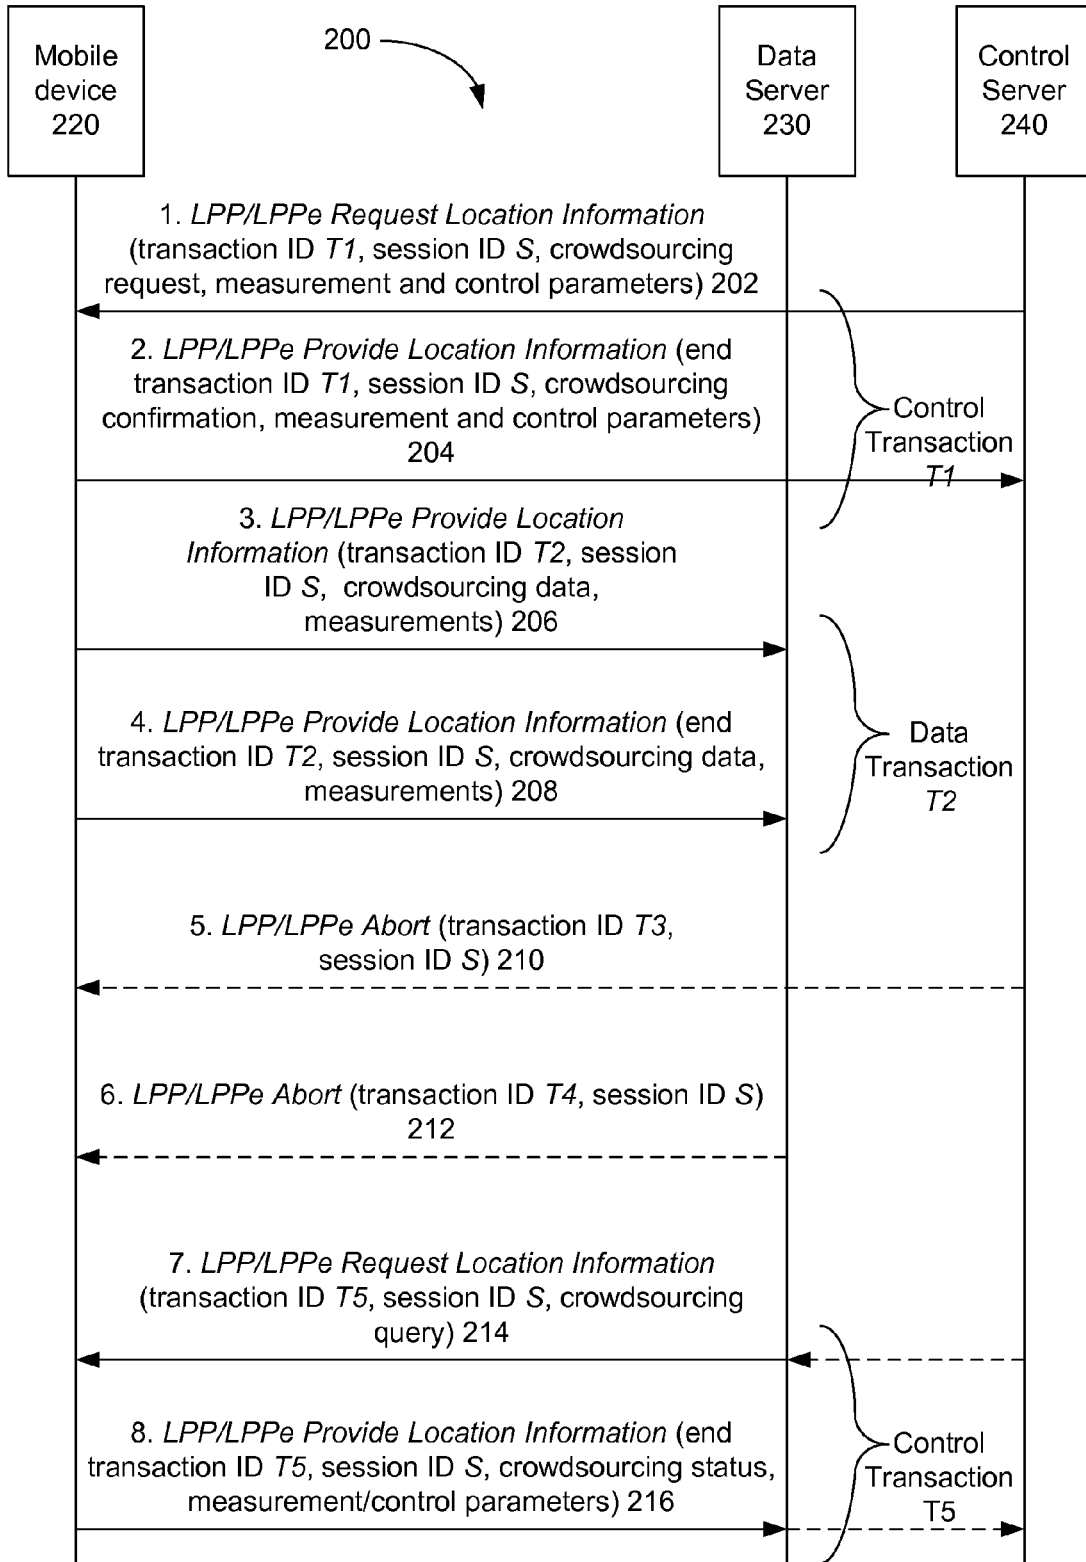 Mobile
device
220
200
Data
Server
230
Control
Server
240
1. LPP/LPPe Request Location Information
(transaction ID T1, session ID S, crowdsourcing
request, measurement and control parameters) 202
2. LPP/LPPe Provide Location Information (end
transaction ID T1, session ID S, crowdsourcing
confirmation, measurement and control parameters)
204
Control
Transaction
T1
3. LPP/LPPe Provide Location
Information (transaction ID T2, session
ID S, crowdsourcing data,
measurements) 206
4. LPP/LPPe Provide Location Information (end
transaction ID T2, session ID S, crowdsourcing data,
measurements) 208
Data
Transaction
T2
5. LPP/LPPe Abort (transaction ID T3,
session ID S) 210
6. LPP/LPPe Abort (transaction ID T4, session ID S)
212
7. LPP/LPPe Request Location Information
(transaction ID T5, session ID S, crowdsourcing
query) 214
8. LPP/LPPe Provide Location Information (end
transaction ID T5, session ID S, crowdsourcing status,
measurement/control parameters) 216
Control
Transaction
T5